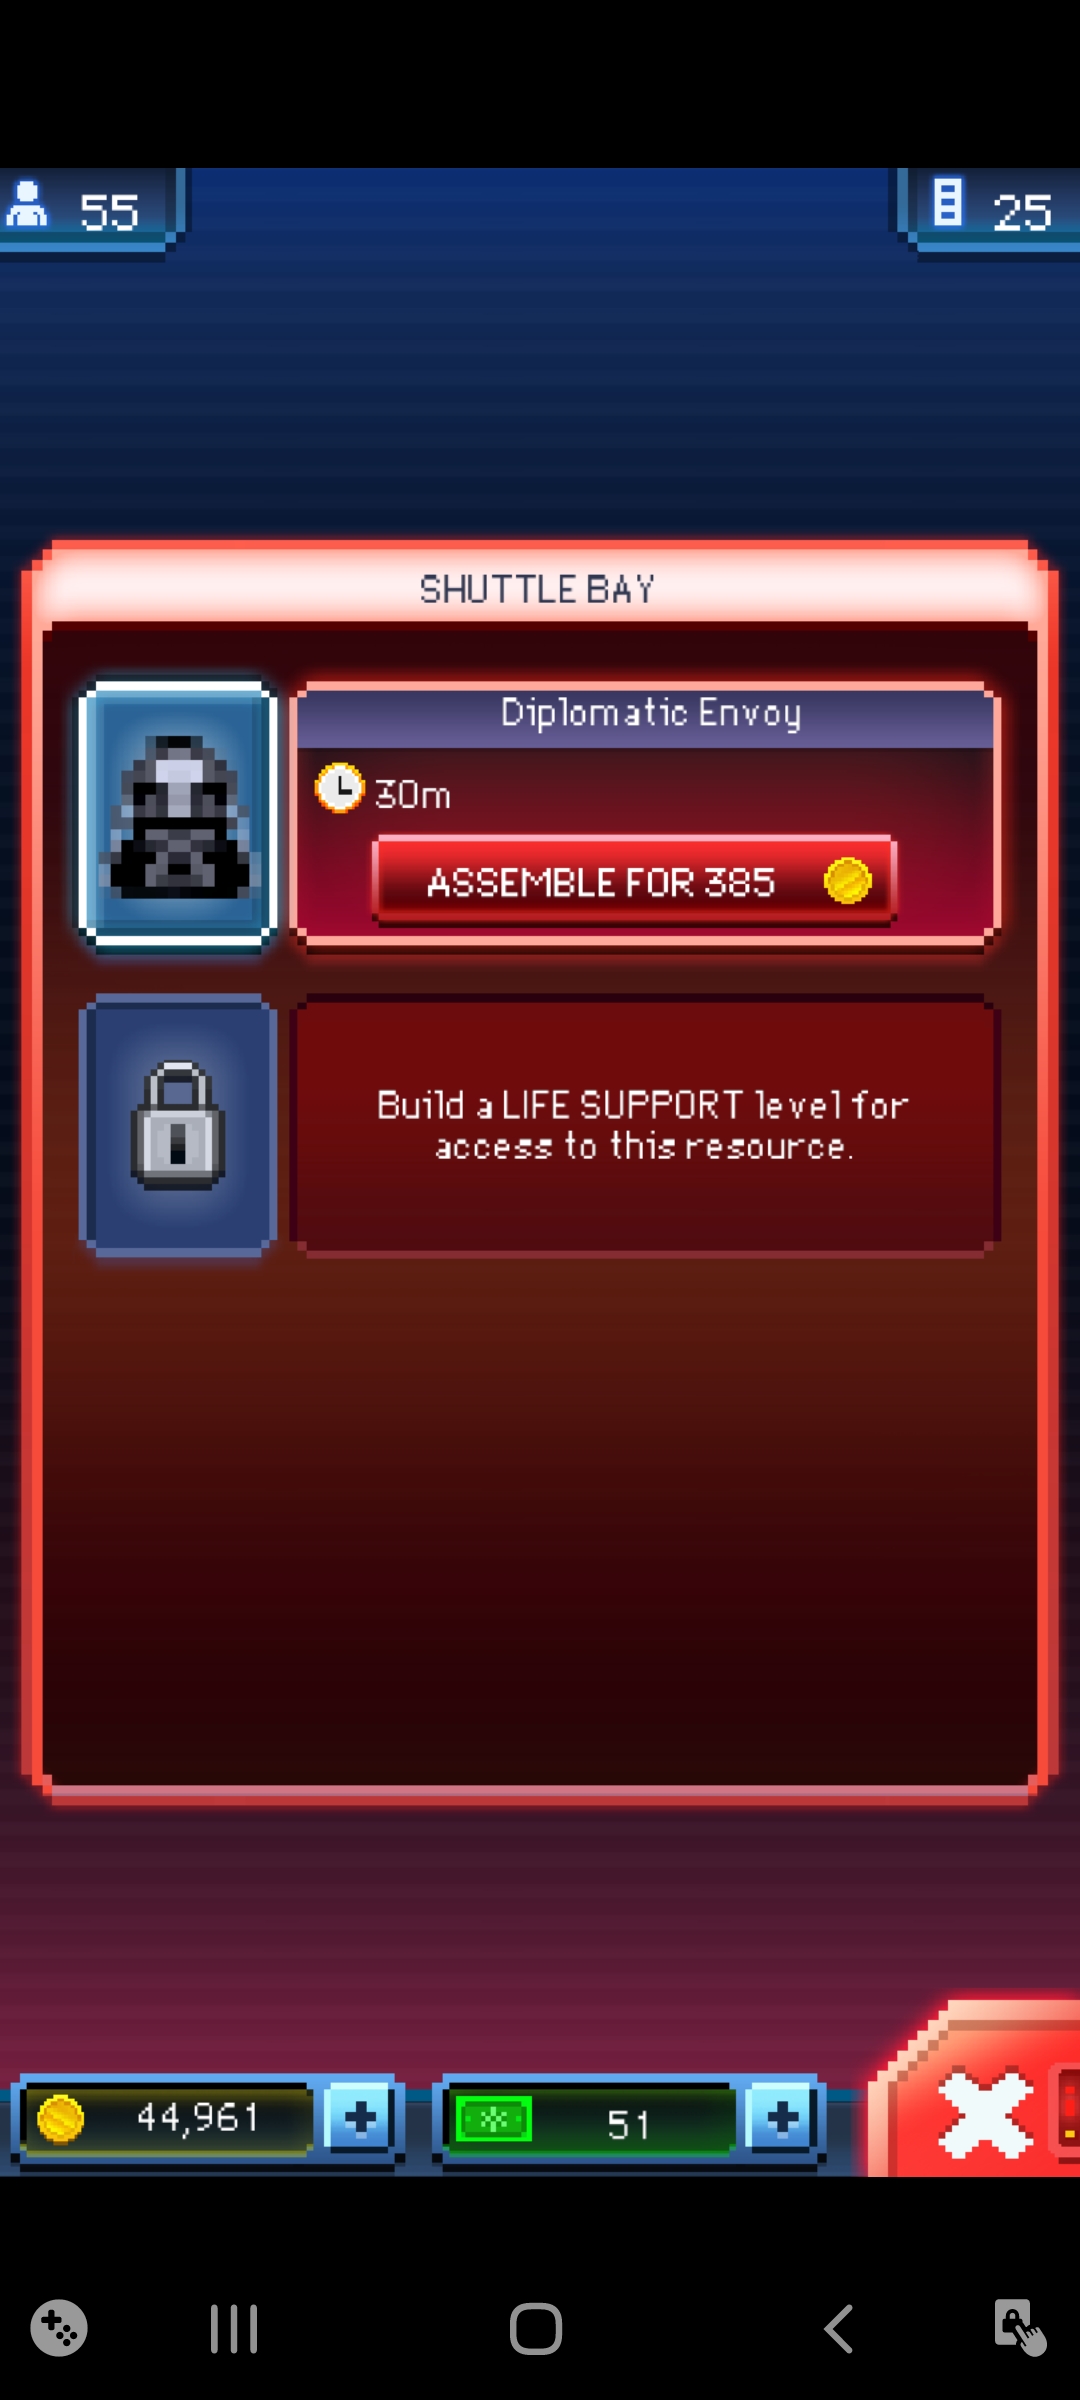 55
25
SHUTTLE BAY
Diplomatic Envoy
30m
ASSEMBLE FOR 385
Build a LIFE SUPPORT level for
access to this resource.
44,961
51